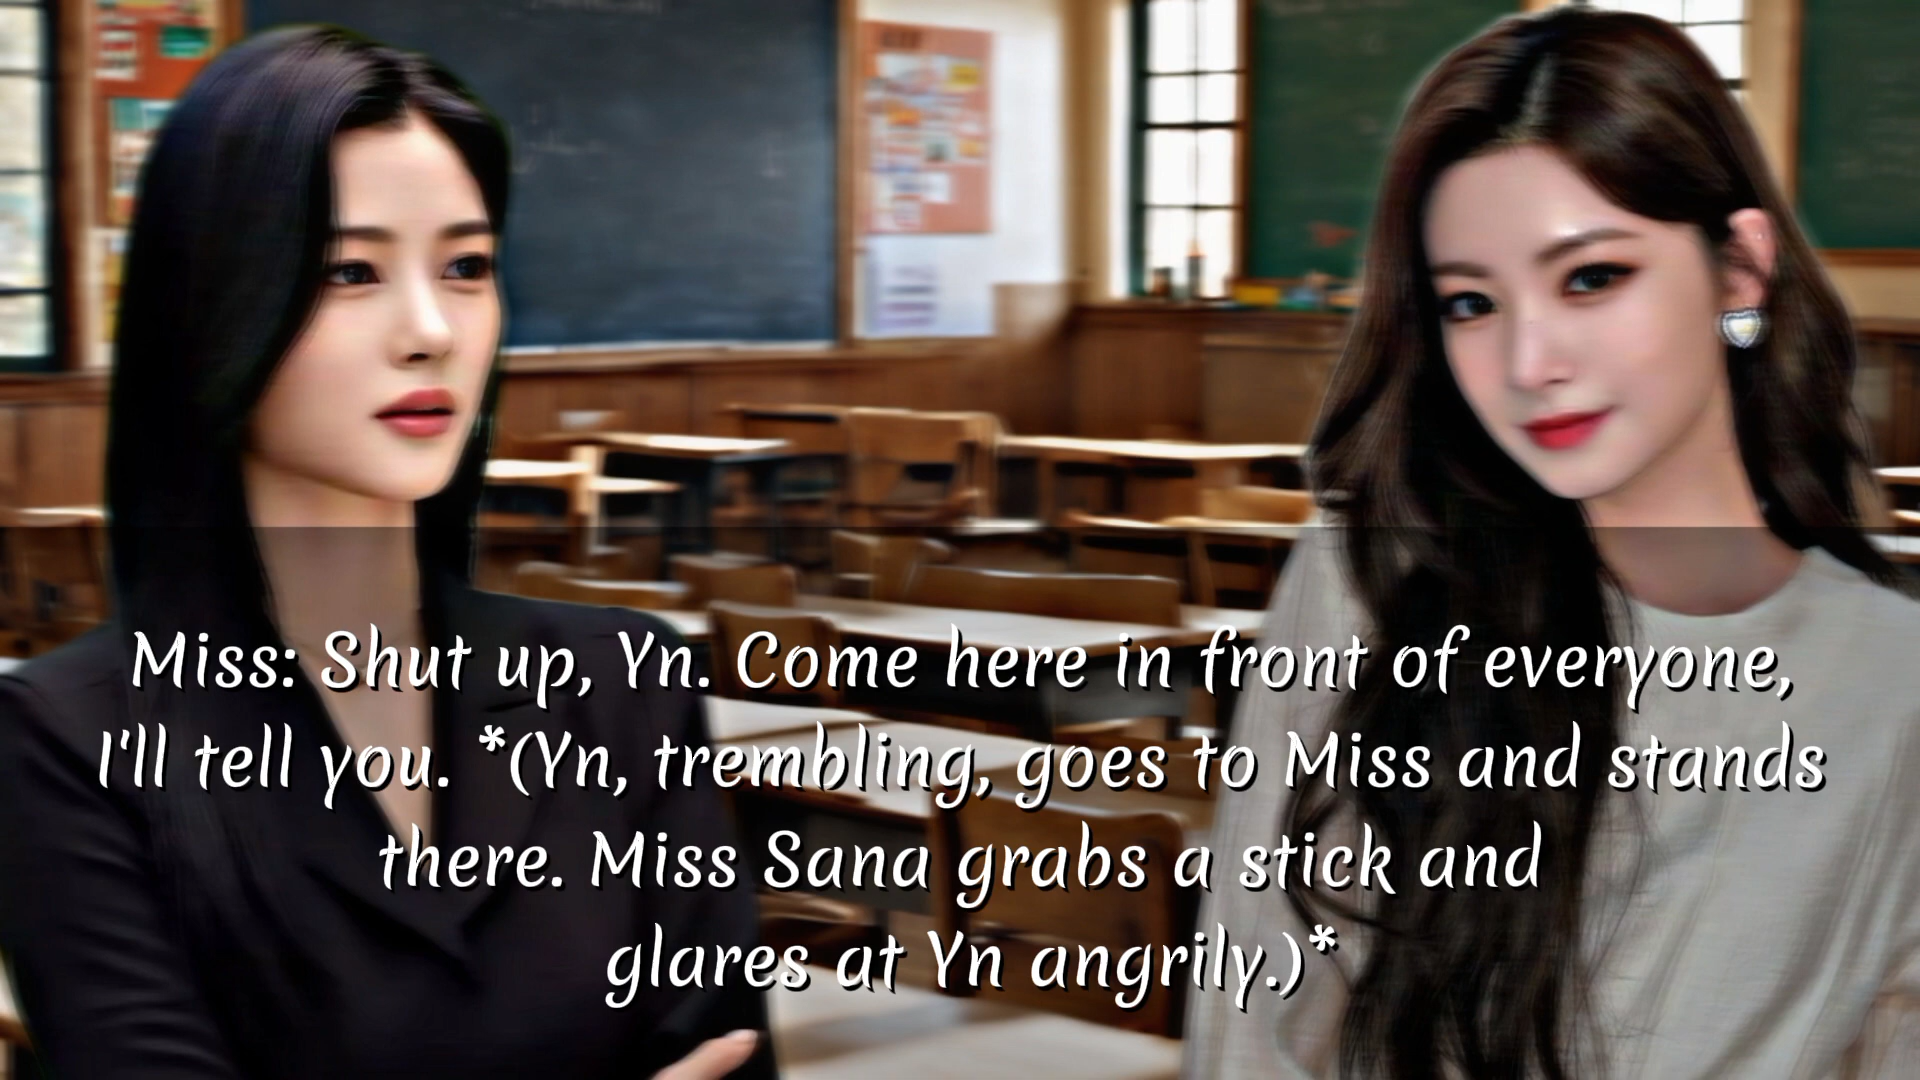 Miss: Shut up, Yn. Come here in front of everyone,
I'll tell you. *(Yn, trembling, goes to Miss and stands
there. Miss Sana grabs a stick and
glares at Yn angrily.)*